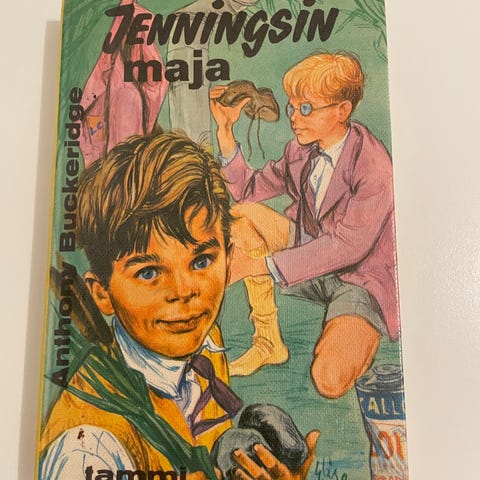 JENNINGSIN
maja
Anthony Buckeridge
tammi